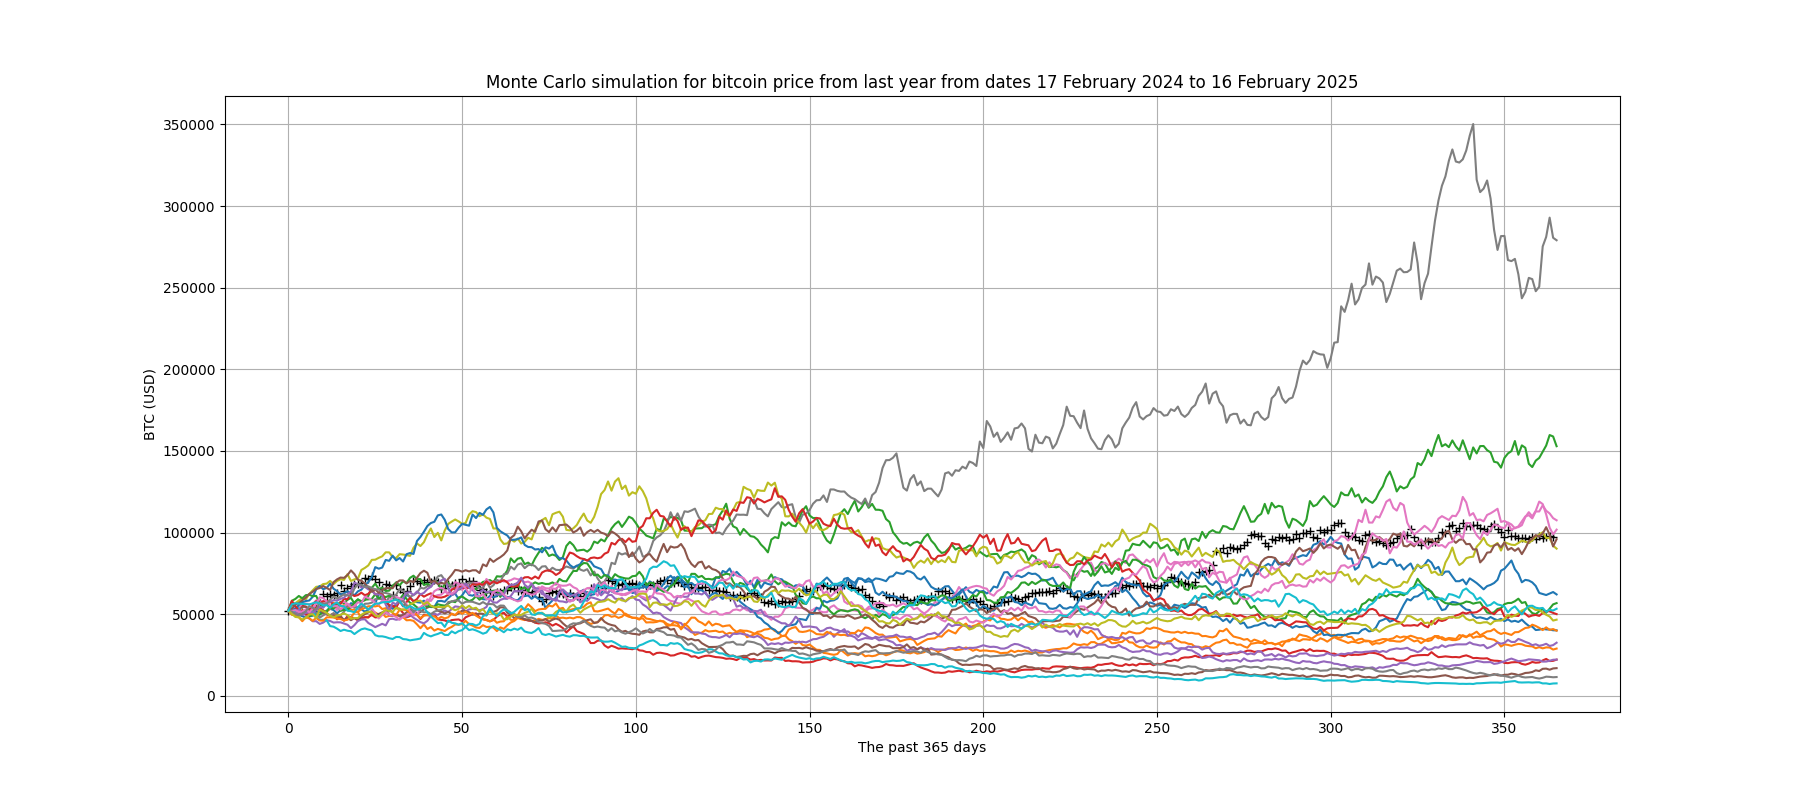 Monte Carlo simulation for bitcoin price from last year from dates 17 February 2024 to 16 February 2025
350000
300000
250000
200000
150000
100000
50000
0
BTC (USD)
0 50 100 150 200 250 300 350
The past 365 days